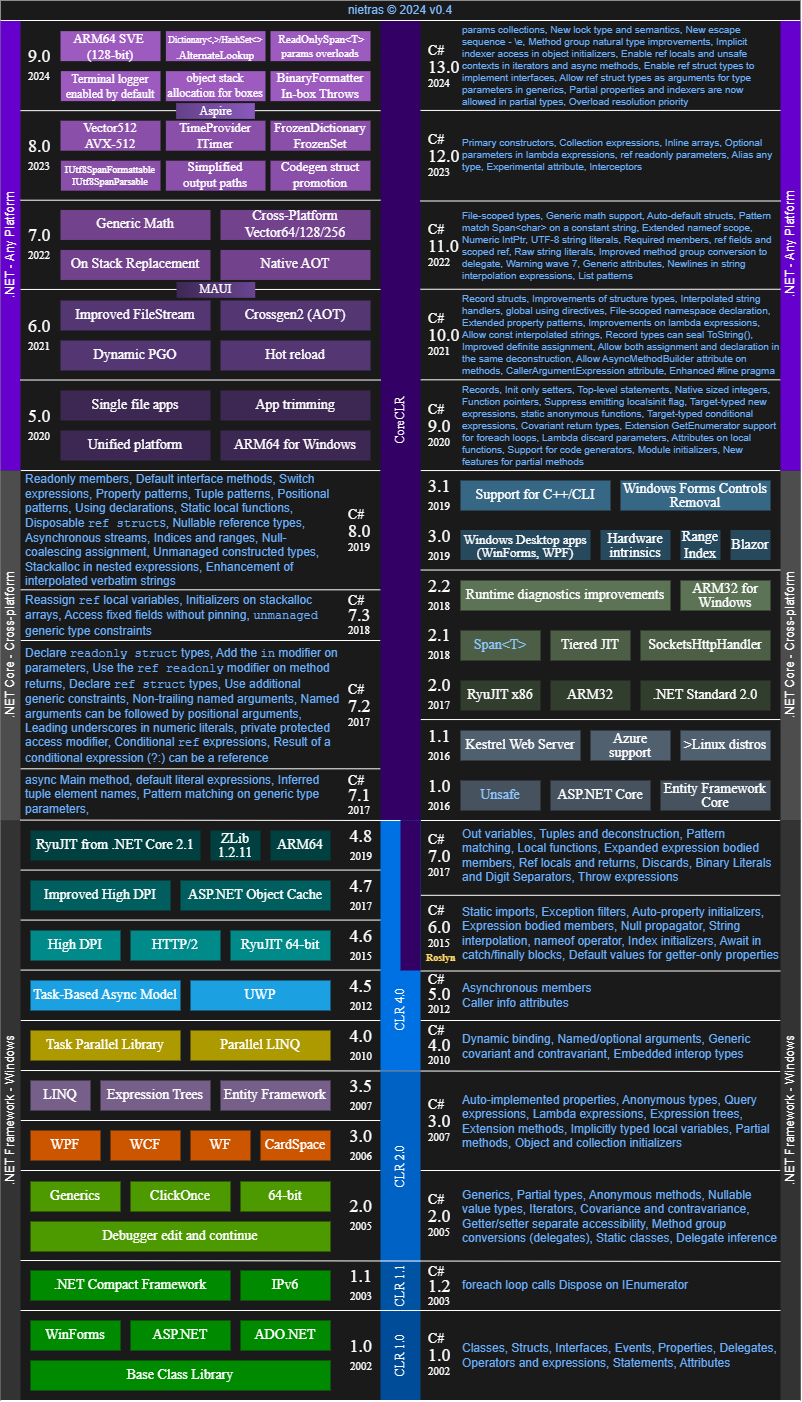 nietras © 2024 v0.4
9.0
2024
ARM64 SVE
(128-bit)
Dictionary<,>/HashSet<>
.AlternateLookup
ReadOnlySpan<T>
params overloads
Terminal logger
enabled by default
object stack
allocation for boxes
BinaryFormatter
In-box Throws
Aspire
C#
13.0
2024
params collections, New lock type and semantics, New escape
sequence - \e, Method group natural type improvements, Implicit
indexer access in object initializers, Enable ref locals and unsafe
contexts in iterators and async methods, Enable ref struct types to
implement interfaces, Allow ref struct types as arguments for type
parameters in generics, Partial properties and indexers are now
allowed in partial types, Overload resolution priority
8.0
2023
Vector512
AVX-512
TimeProvider
ITimer
FrozenDictionary
FrozenSet
IUtf8SpanFormattable
IUtf8SpanParsable
Simplified
output paths
Codegen struct
promotion
C#
12.0
2023
Primary constructors, Collection expressions, Inline arrays, Optional
parameters in lambda expressions, ref readonly parameters, Alias any
type, Experimental attribute, Interceptors
.NET - Any Platform
.NET - Any Platform
7.0
2022
Generic Math
Cross-Platform
Vector64/128/256
On Stack Replacement
Native AOT
MAUI
C#
11.0
2022
File-scoped types, Generic math support, Auto-default structs, Pattern
match Span<char> on a constant string, Extended nameof scope,
Numeric IntPtr, UTF-8 string literals, Required members, ref fields and
scoped ref, Raw string literals, Improved method group conversion to
delegate, Warning wave 7, Generic attributes, Newlines in string
interpolation expressions, List patterns
6.0
2021
Improved FileStream
Crossgen2 (AOT)
Dynamic PGO
Hot reload
C#
10.0
2021
Record structs, Improvements of structure types, Interpolated string
handlers, global using directives, File-scoped namespace declaration,
Extended property patterns, Improvements on lambda expressions,
Allow const interpolated strings, Record types can seal ToString(),
Improved definite assignment, Allow both assignment and declaration in
the same deconstruction, Allow AsyncMethodBuilder attribute on
methods, CallerArgumentExpression attribute, Enhanced #line pragma
5.0
2020
Single file apps
App trimming
Unified platform
ARM64 for Windows
CoreCLR
C#
9.0
2020
Records, Init only setters, Top-level statements, Native sized integers,
Function pointers, Suppress emitting localsinit flag, Target-typed new
expressions, static anonymous functions, Target-typed conditional
expressions, Covariant return types, Extension GetEnumerator support
for foreach loops, Lambda discard parameters, Attributes on local
functions, Support for code generators, Module initializers, New
features for partial methods
Readonly members, Default interface methods, Switch
expressions, Property patterns, Tuple patterns, Positional
patterns, Using declarations, Static local functions,
Disposable ref structs, Nullable reference types,
Asynchronous streams, Indices and ranges, Null-
coalescing assignment, Unmanaged constructed types,
Stackalloc in nested expressions, Enhancement of
interpolated verbatim strings
C#
8.0
2019
3.1
2019
Support for C++/CLI
Windows Forms Controls
Removal
3.0
2019
Windows Desktop apps
(WinForms, WPF)
Hardware
intrinsics
Range
Index
Blazor
Reassign ref local variables, Initializers on stackalloc
arrays, Access fixed fields without pinning, unmanaged
generic type constraints
C#
7.3
2018
2.2
2018
Runtime diagnostics improvements
ARM32 for
Windows
.NET Core - Cross-platform
.NET Core - Cross-platform
Declare readonly struct types, Add the in modifier on
parameters, Use the ref readonly modifier on method
returns, Declare ref struct types, Use additional
generic constraints, Non-trailing named arguments, Named
arguments can be followed by positional arguments,
Leading underscores in numeric literals, private protected
access modifier, Conditional ref expressions, Result of a
conditional expression (?:) can be a reference
C#
7.2
2017
2.1
2018
Span<T>
Tiered JIT
SocketsHttpHandler
2.0
2017
RyuJIT x86
ARM32
.NET Standard 2.0
1.1
2016
Kestrel Web Server
Azure
support
>Linux distros
async Main method, default literal expressions, Inferred
tuple element names, Pattern matching on generic type
parameters,
C#
7.1
2017
1.0
2016
Unsafe
ASP.NET Core
Entity Framework
Core
RyuJIT from .NET Core 2.1
ZLib
1.2.11
ARM64
4.8
2019
C#
7.0
2017
Out variables, Tuples and deconstruction, Pattern
matching, Local functions, Expanded expression bodied
members, Ref locals and returns, Discards, Binary Literals
and Digit Separators, Throw expressions
Improved High DPI
ASP.NET Object Cache
4.7
2017
High DPI
HTTP/2
RyuJIT 64-bit
4.6
2015
C#
6.0
2015
Roslyn
Static imports, Exception filters, Auto-property initializers,
Expression bodied members, Null propagator, String
interpolation, nameof operator, Index initializers, Await in
catch/finally blocks, Default values for getter-only properties
Task-Based Async Model
UWP
4.5
2012
CLR 4.0
C#
5.0
2012
Asynchronous members
Caller info attributes
Task Parallel Library
Parallel LINQ
4.0
2010
C#
4.0
2010
Dynamic binding, Named/optional arguments, Generic
covariant and contravariant, Embedded interop types
.NET Framework - Windows
.NET Framework - Windows
LINQ
Expression Trees
Entity Framework
3.5
2007
C#
3.0
2007
Auto-implemented properties, Anonymous types, Query
expressions, Lambda expressions, Expression trees,
Extension methods, Implicitly typed local variables, Partial
methods, Object and collection initializers
WPF
WCF
WF
CardSpace
3.0
2006
CLR 2.0
Generics
ClickOnce
64-bit
Debugger edit and continue
2.0
2005
C#
2.0
2005
Generics, Partial types, Anonymous methods, Nullable
value types, Iterators, Covariance and contravariance,
Getter/setter separate accessibility, Method group
conversions (delegates), Static classes, Delegate inference
.NET Compact Framework
IPv6
1.1
2003
CLR 1.1
C#
1.2
2003
foreach loop calls Dispose on IEnumerator
WinForms
ASP.NET
ADO.NET
Base Class Library
1.0
2002
CLR 1.0
C#
1.0
2002
Classes, Structs, Interfaces, Events, Properties, Delegates,
Operators and expressions, Statements, Attributes